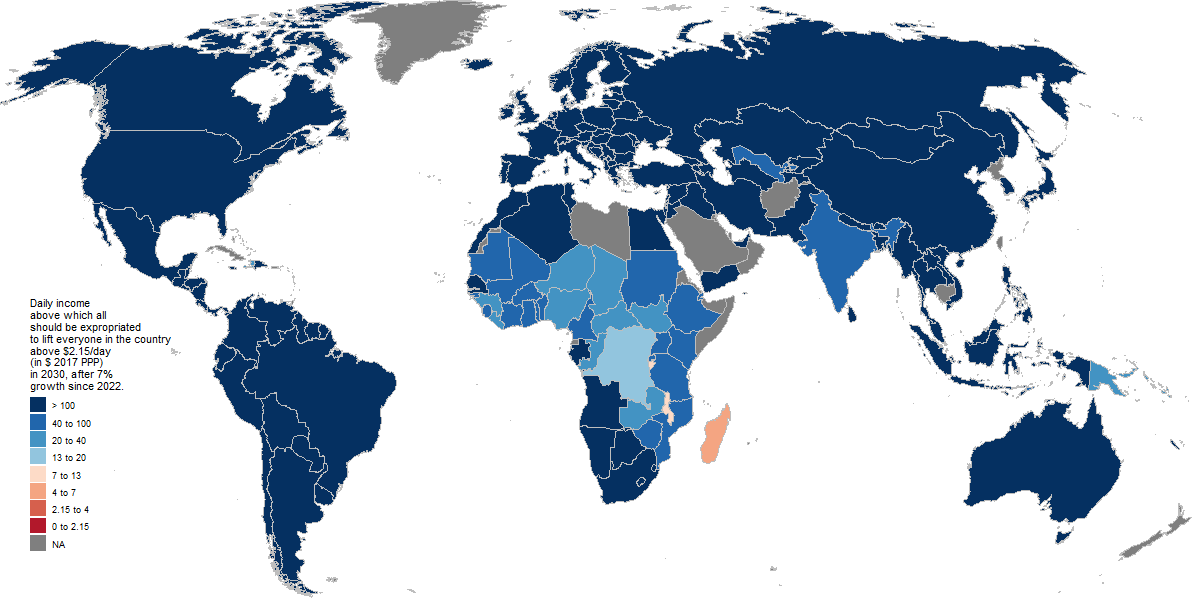 Daily income
above which all
should be expropriated
to lift everyone in the country
above $2.15/day
(in $ 2017 PPP)
in 2030, after 7%
growth since 2022.
> 100
40 to 100
20 to 40
13 to 20
7 to 13
4 to 7
2.15 to 4
0 to 2.15
NA